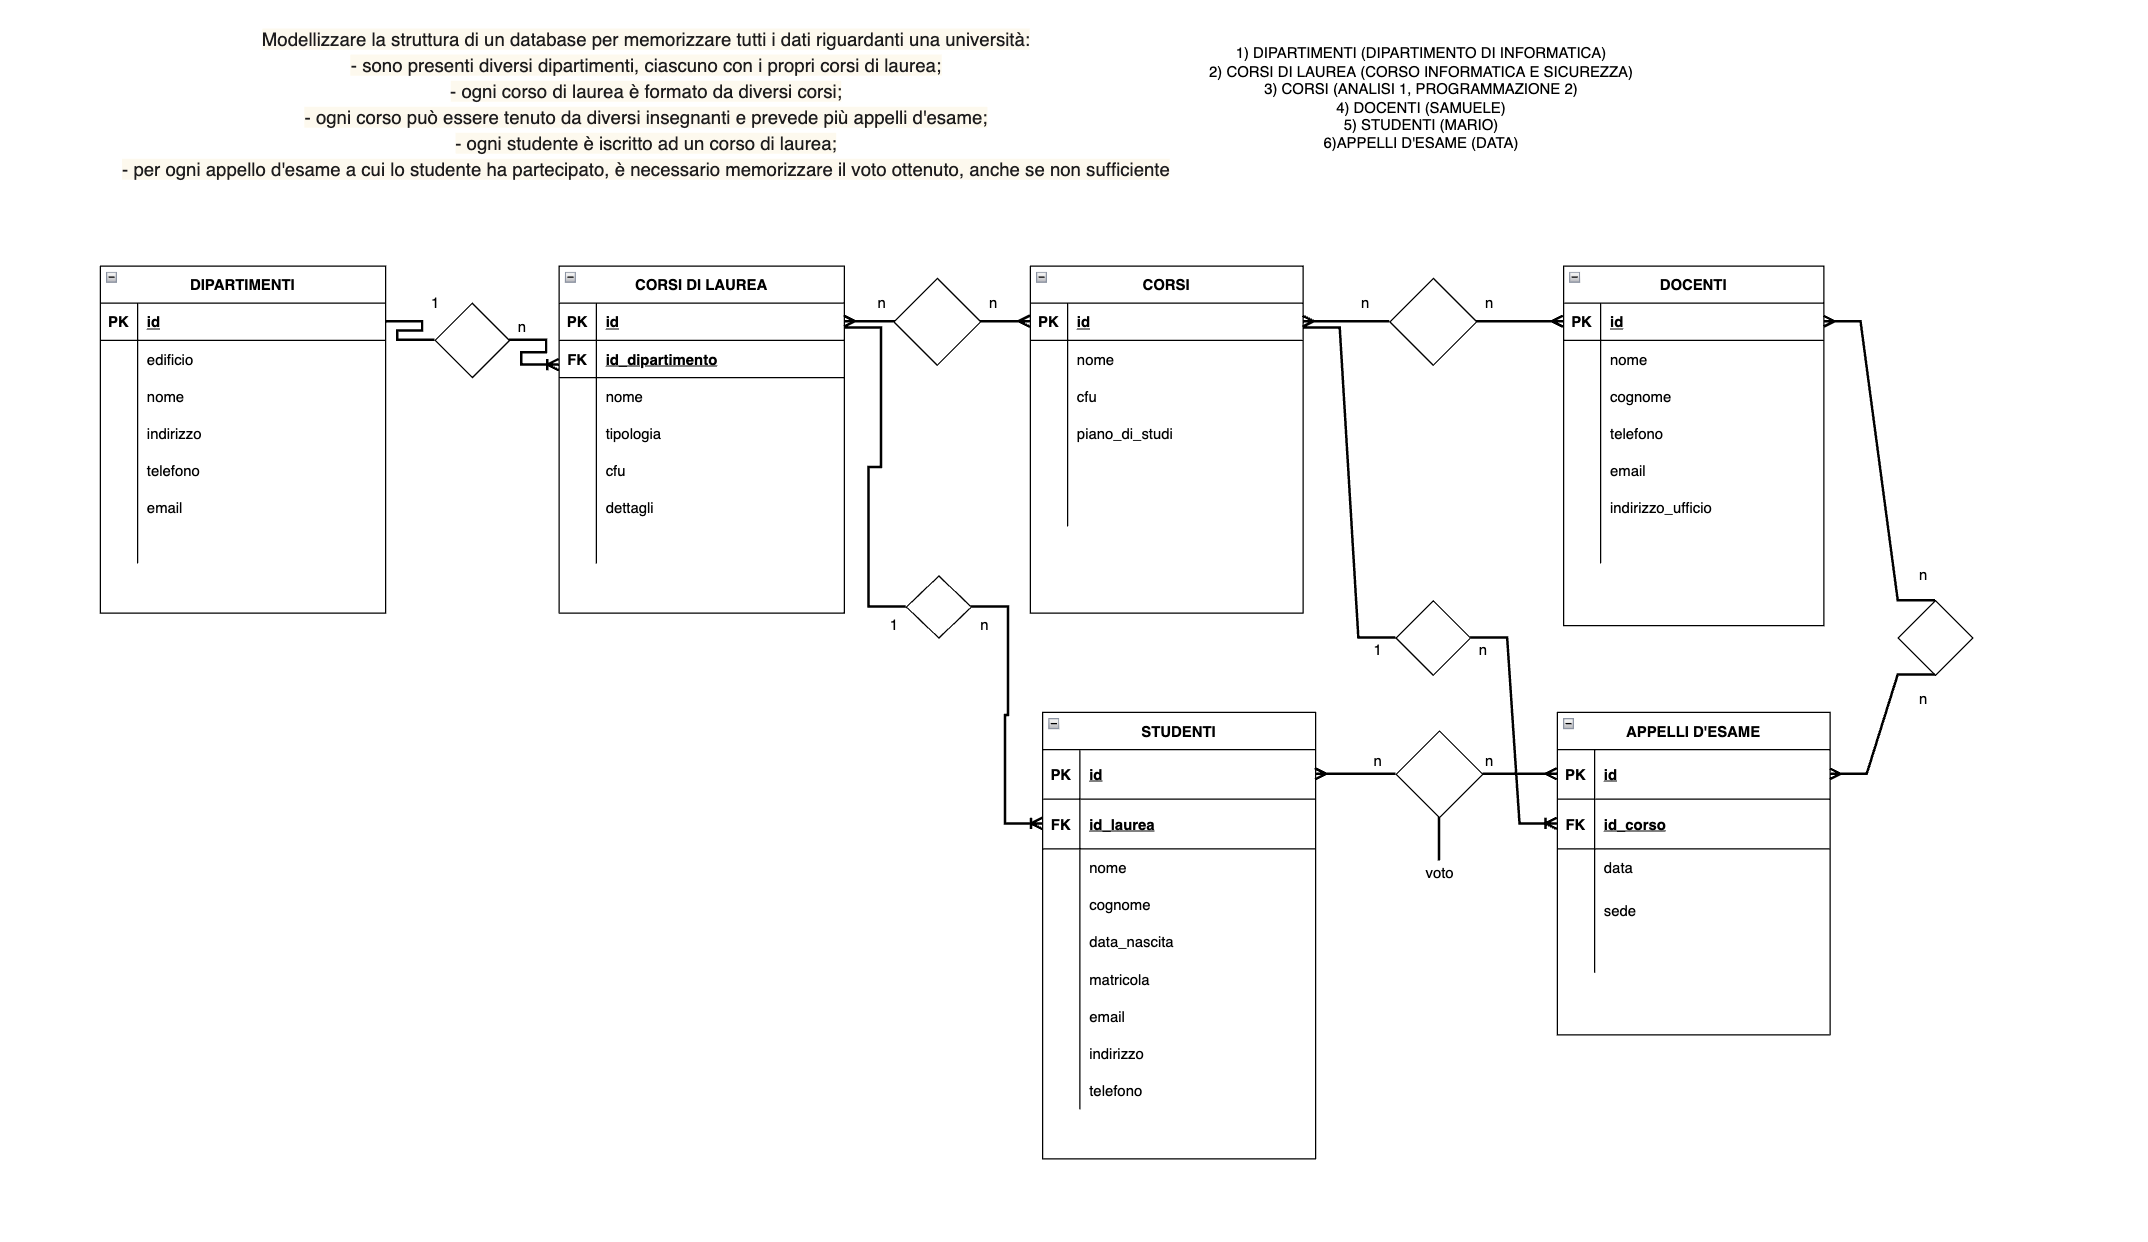 Modellizzare la struttura di un database per memorizzare tutti i dati riguardanti una università:
- sono presenti diversi dipartimenti, ciascuno con i propri corsi di laurea;
- ogni corso di laurea è formato da diversi corsi;
- ogni corso può essere tenuto da diversi insegnanti e prevede più appelli d'esame;
- ogni studente è iscritto ad un corso di laurea;
- per ogni appello d'esame a cui lo studente ha partecipato, è necessario memorizzare il voto ottenuto, anche se non sufficiente
1) DIPARTIMENTI (DIPARTIMENTO DI INFORMATICA)
2) CORSI DI LAUREA (CORSO INFORMATICA E SICUREZZA)
3) CORSI (ANALISI 1, PROGRAMMAZIONE 2)
4) DOCENTI (SAMUELE)
5) STUDENTI (MARIO)
6)APPELLI D'ESAME (DATA)
DIPARTIMENTI
PK id
edificio
nome
indirizzo
telefono
email
1
n
CORSI DI LAUREA
PK id
FK id_dipartimento
nome
tipologia
cfu
dettagli
n
n
1
n
CORSI
PK id
nome
cfu
piano_di_studi
n
n
1
n
DOCENTI
PK id
nome
cognome
telefono
email
indirizzo_ufficio
n
n
STUDENTI
PK id
FK id_laurea
nome
cognome
data_nascita
matricola
email
indirizzo
telefono
n
n
voto
APPELLI D'ESAME
PK id
FK id_corso
data
sede